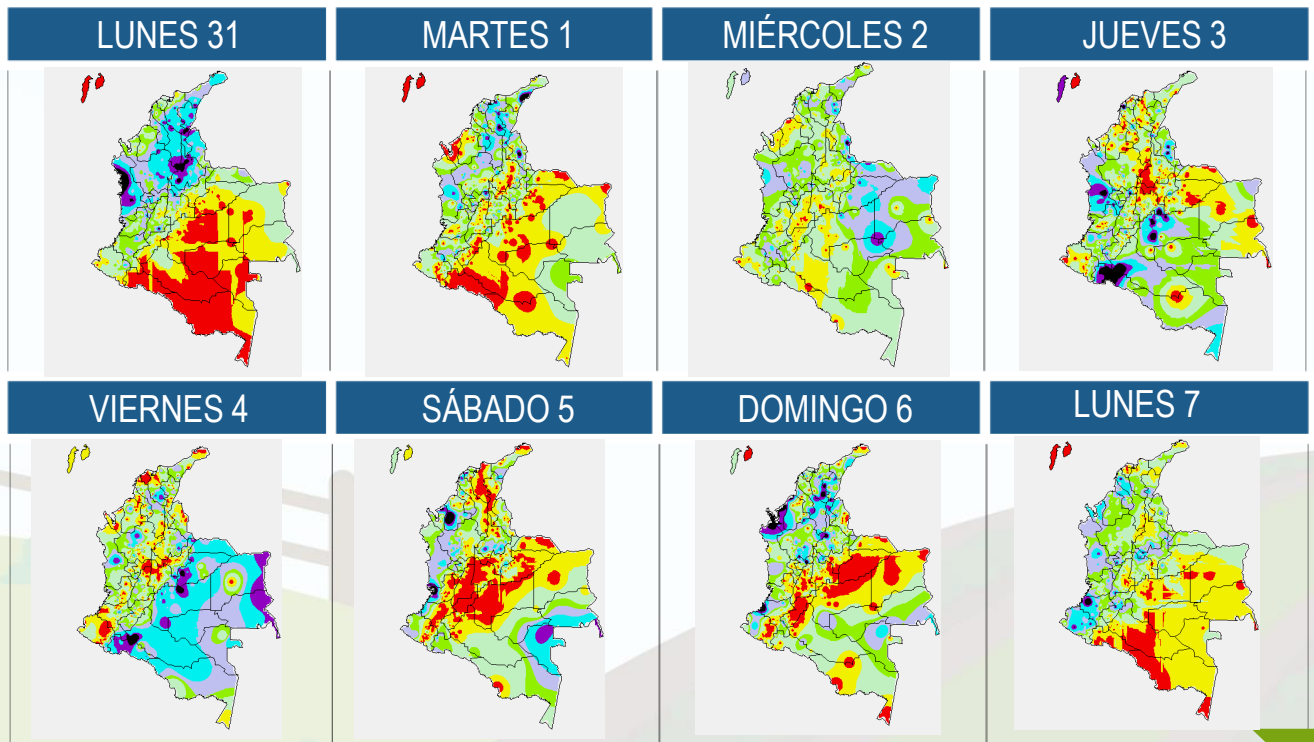 LUNES 31
MARTES 1
MIÉRCOLES 2
JUEVES 3
VIERNES 4
SÁBADO 5
DOMINGO 6
LUNES 7